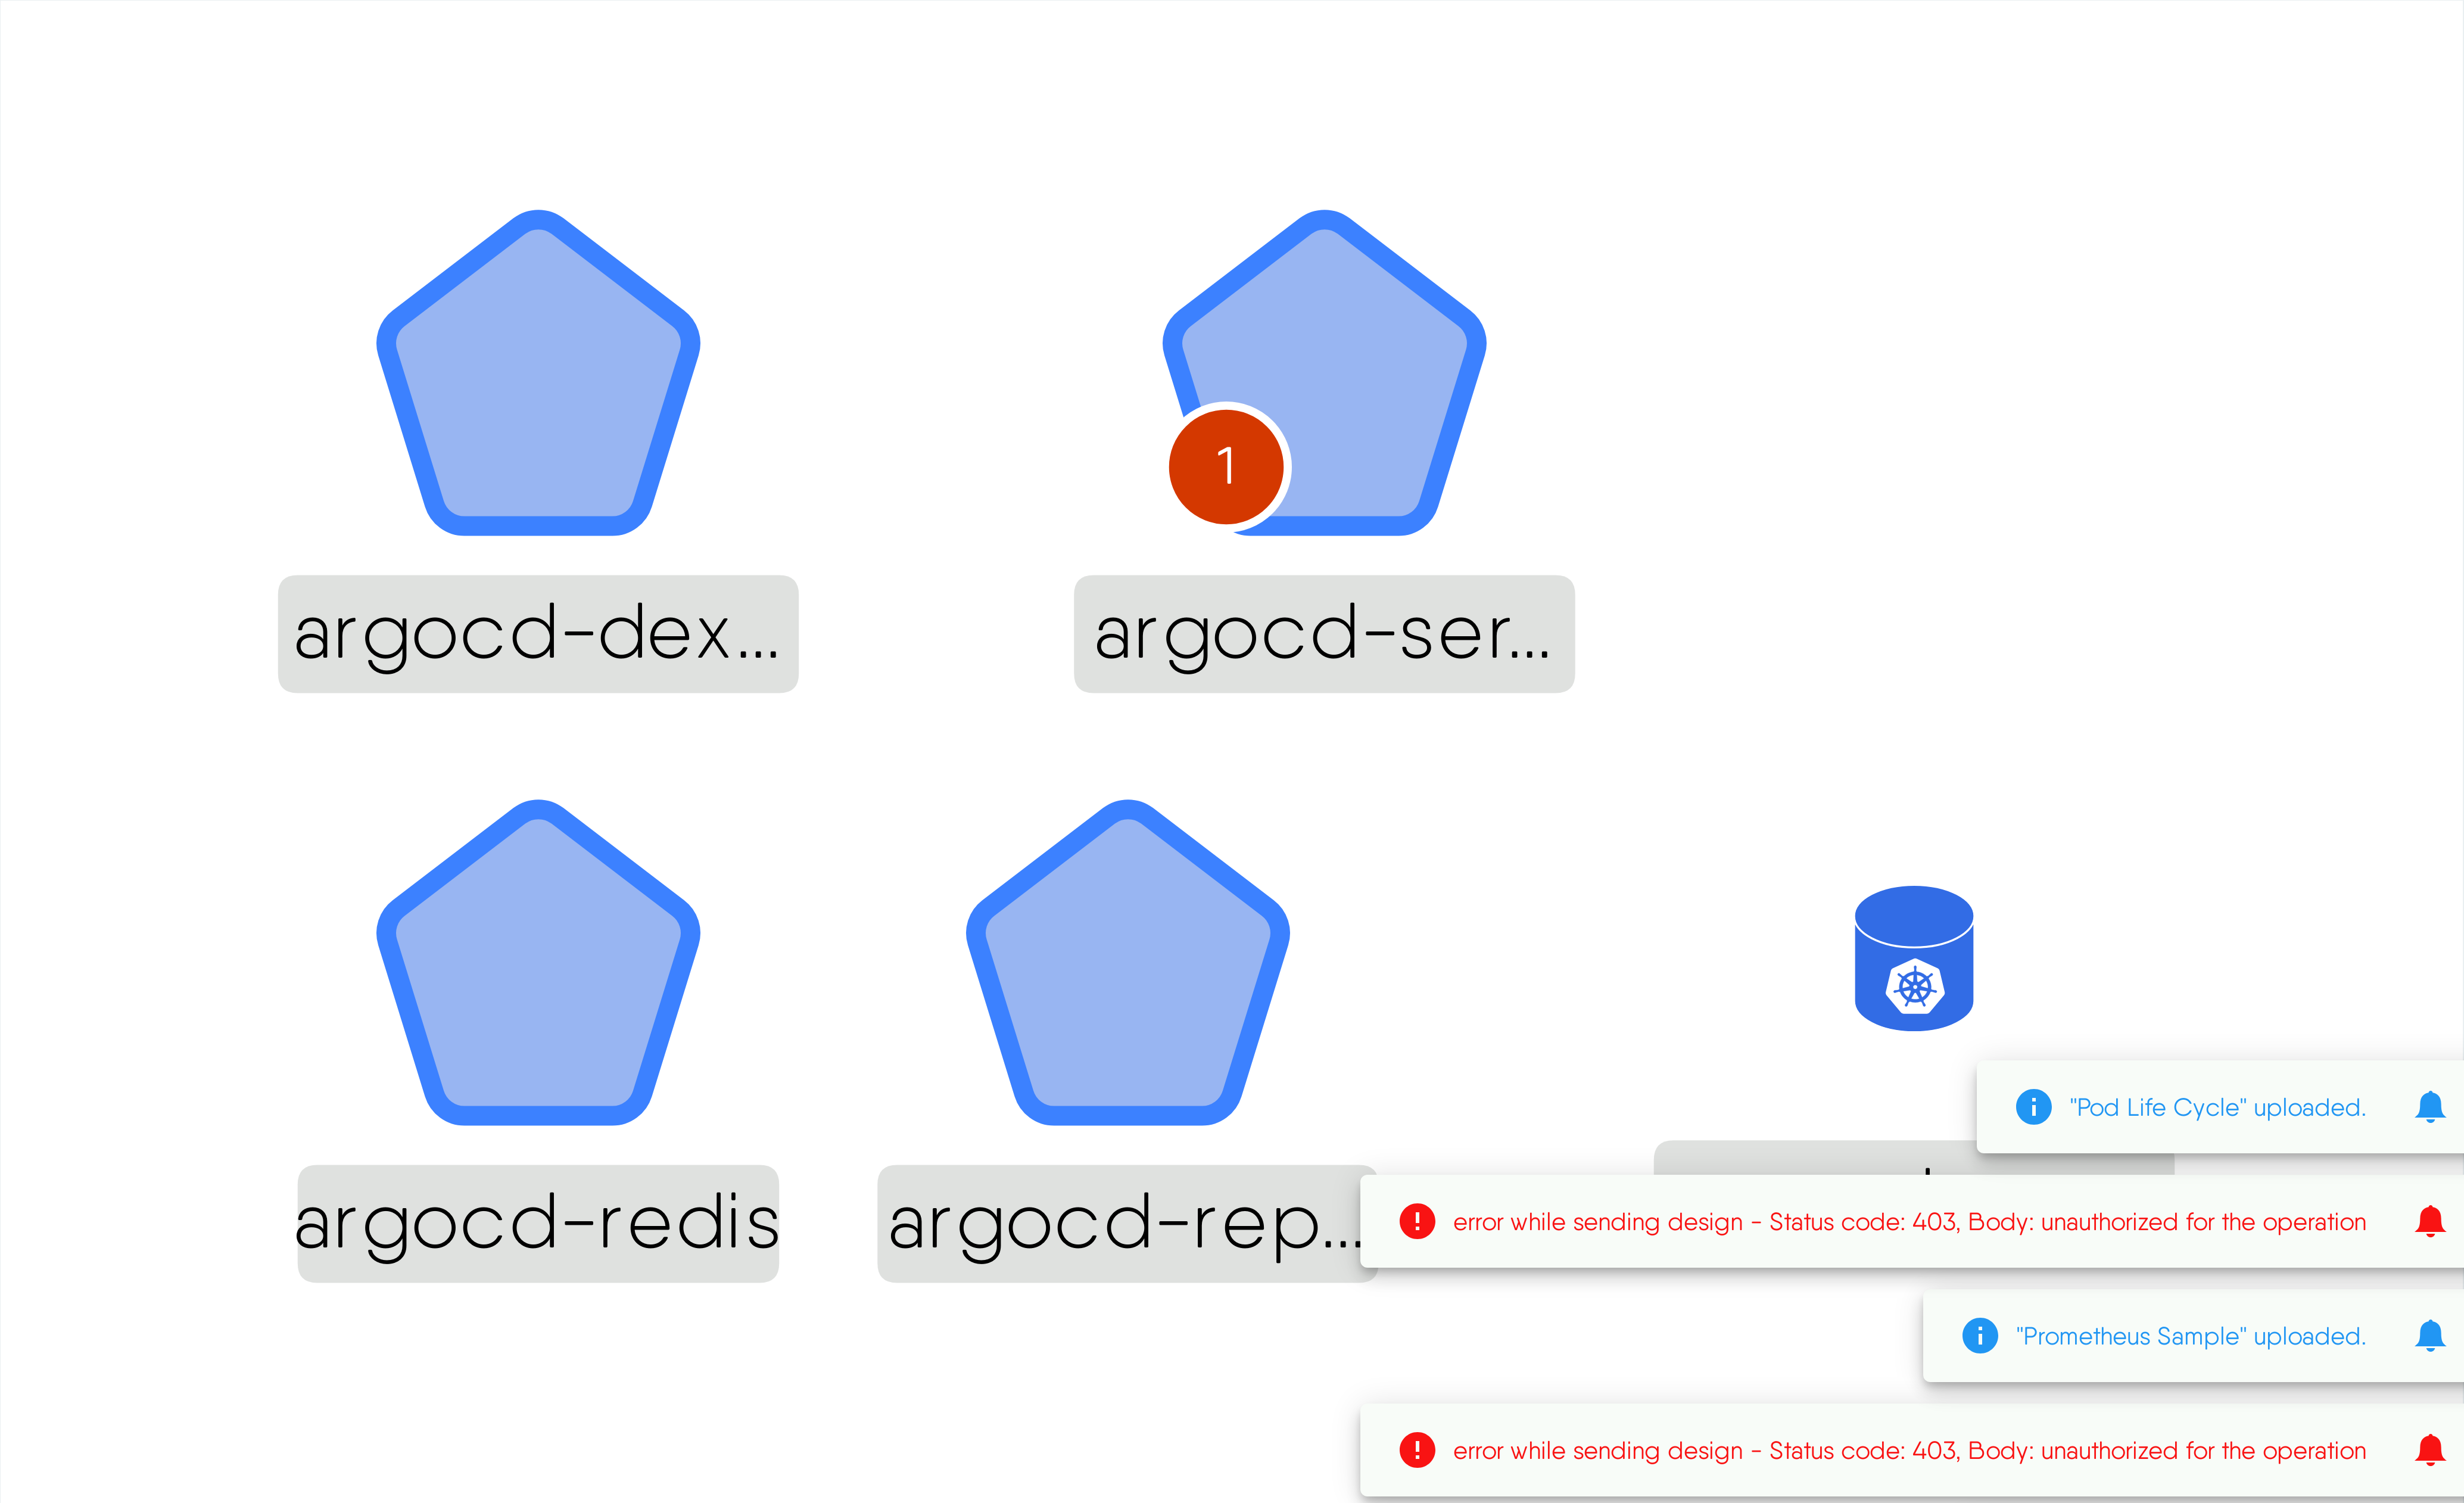 1
argocd-dex...
argocd-ser...
argocd-redis
argocd-rep...
"Pod Life Cycle" uploaded.
error while sending design - Status code: 403, Body: unauthorized for the operation
"Prometheus Sample" uploaded.
error while sending design - Status code: 403, Body: unauthorized for the operation